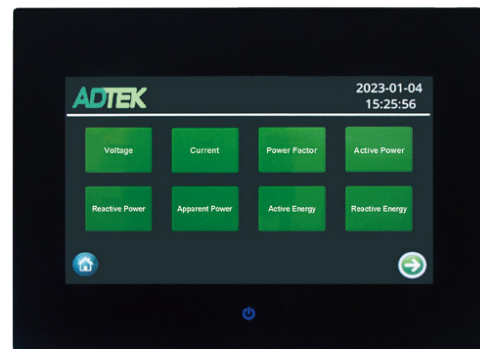 ADTEK
2023-01-04
15:25:56
Voltage
Current
Power Factor
Active Power
Reactive Power
Apparent Power
Active Energy
Reactive Energy